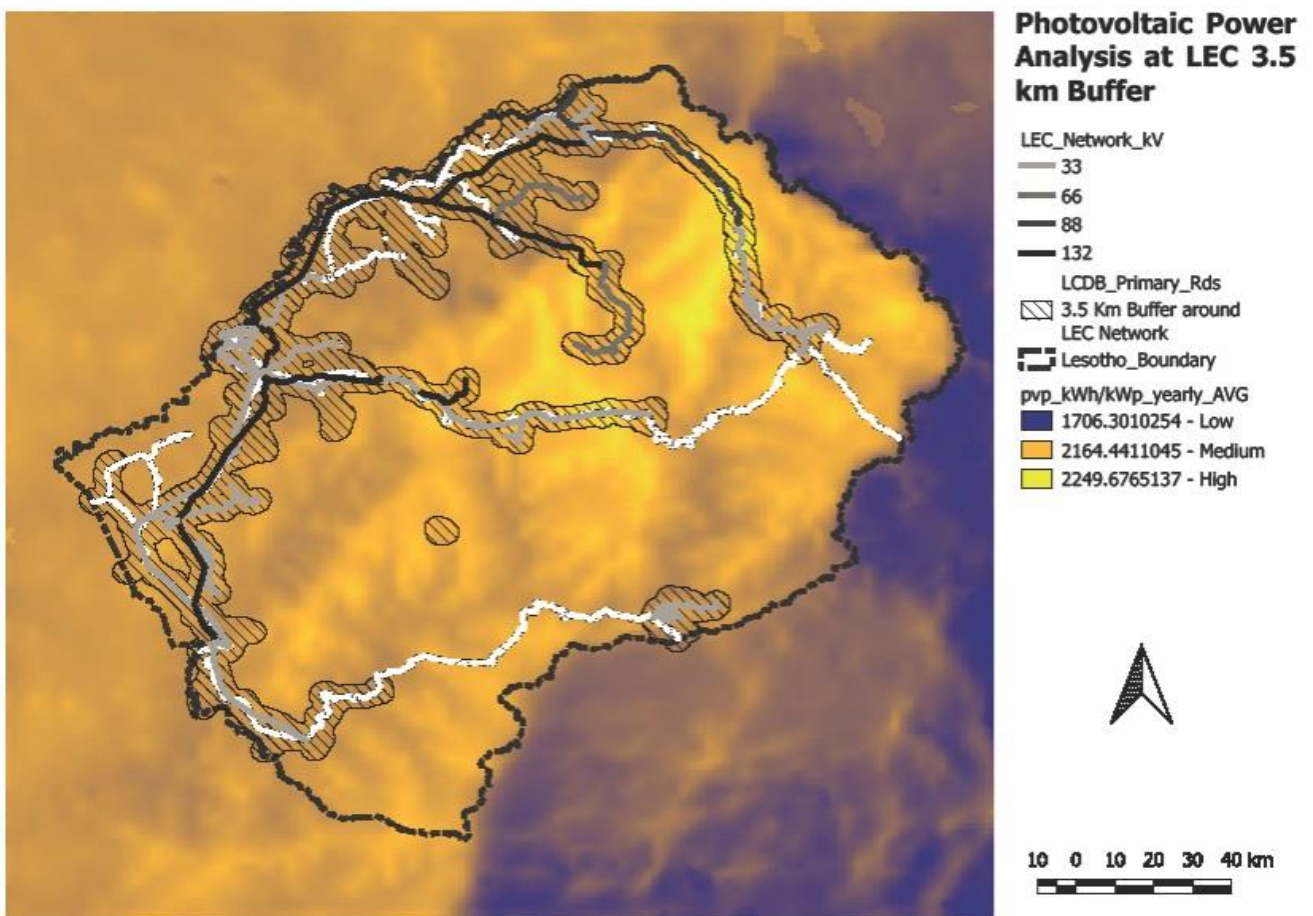 Photovoltaic Power
Analysis at LEC 3.5
km Buffer
LEC_Network_kV
33
66
88
132
LCDB_Primary_Rds
3.5 Km Buffer around
LEC Network
Lesotho_Boundary
pvp_kWh/kWp_yearly_AVG
1706.3010254 - Low
2164.4411045 - Medium
2249.6765137 - High
10 0 10 20 30 40 km